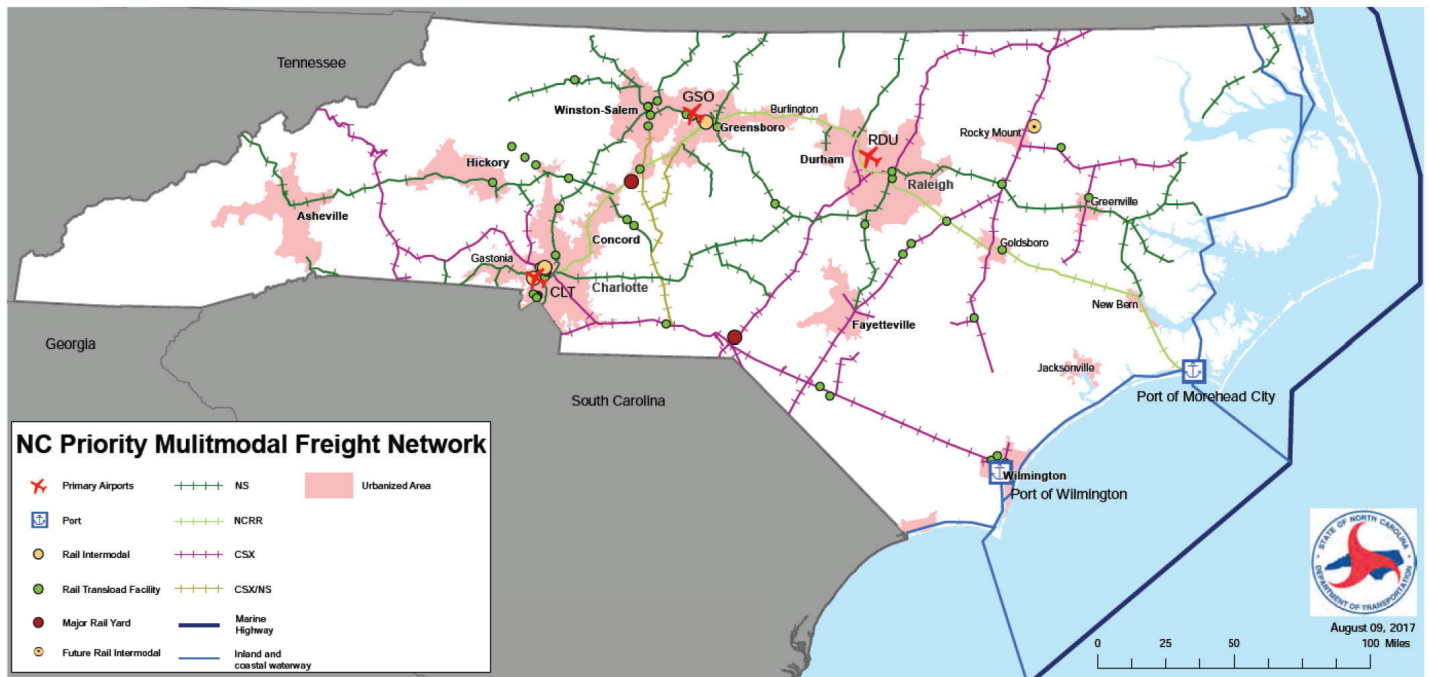 Tennessee
GSO
Winston-Salem
Burlington
Greensboro
Rocky Mount
RDU
Durham
Hickory
Raleigh
Asheville
Greenville
Concord
Goldsboro
Gastonia
Charlotte
CLT
New Bern
Fayetteville
Georgia
Jacksonville
South Carolina
Port of Morehead City
Wilmington
Port of Wilmington
NC Priority Mulitmodal Freight Network
Primary Airports
NS
Urbanized Area
Port
NCRR
Rail Intermodal
CSX
Rail Transload Facility
CSX/NS
Major Rail Yard
Marine
Highway
Future Rail Intermodal
Inland and
coastal waterway
STATE OF NORTH CAROLINA
DEPARTMENT OF TRANSPORTATION
August 09, 2017
0 25 50 100 Miles